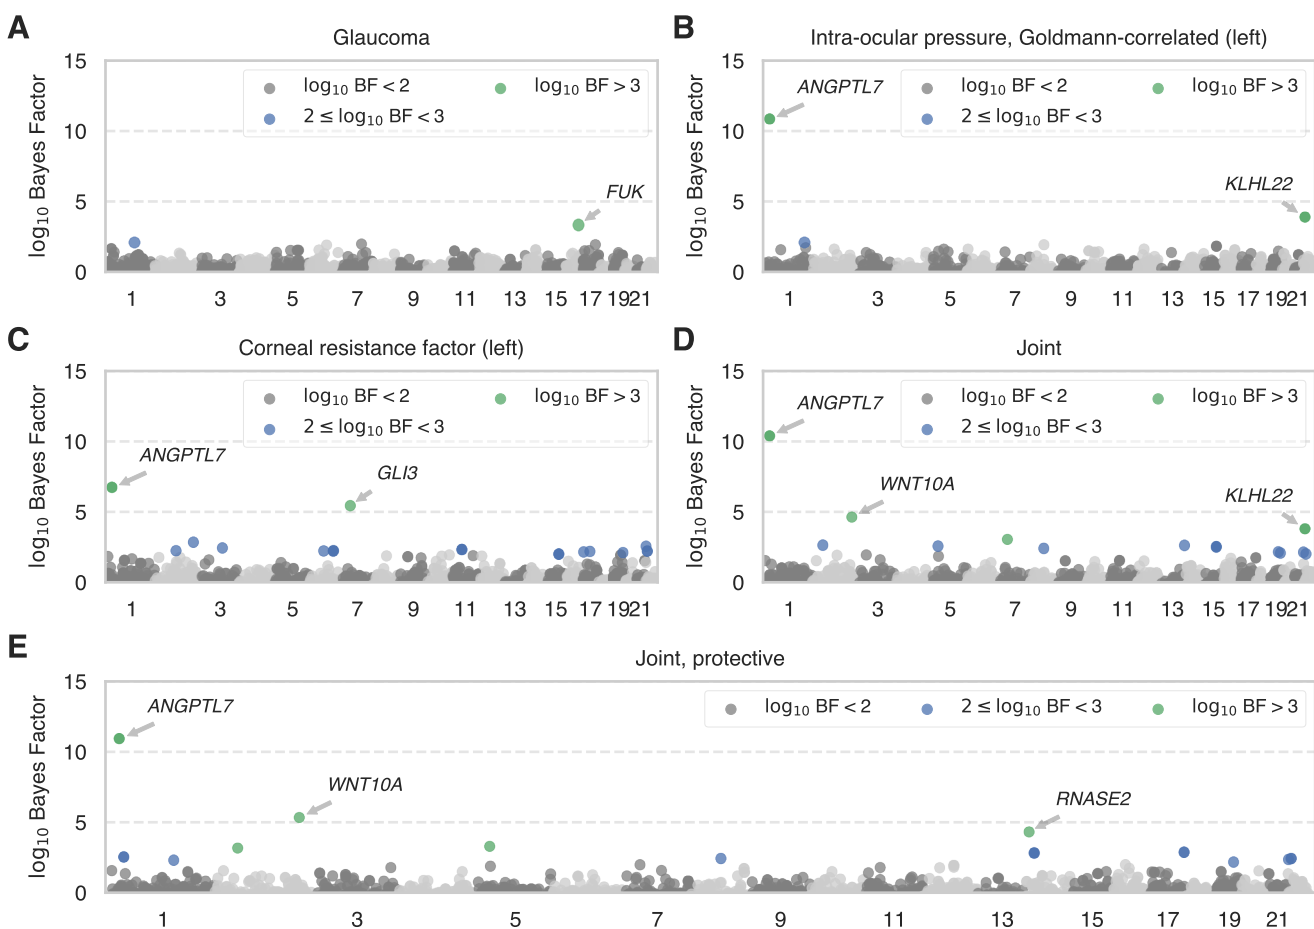 A
Glaucoma
log₁₀ Bayes Factor
15
10
5
0
log₁₀ BF < 2
2 ≤ log₁₀ BF < 3
log₁₀ BF > 3
FUK
1 3 5 7 9 11 13 15 17 19 21
B
Intra-ocular pressure, Goldmann-correlated (left)
log₁₀ Bayes Factor
15
10
5
0
log₁₀ BF < 2
2 ≤ log₁₀ BF < 3
log₁₀ BF > 3
ANGPTL7
KLHL22
1 3 5 7 9 11 13 15 17 19 21
C
Corneal resistance factor (left)
log₁₀ Bayes Factor
15
10
5
0
log₁₀ BF < 2
2 ≤ log₁₀ BF < 3
log₁₀ BF > 3
ANGPTL7
GLI3
1 3 5 7 9 11 13 15 17 19 21
D
Joint
log₁₀ Bayes Factor
15
10
5
0
log₁₀ BF < 2
2 ≤ log₁₀ BF < 3
log₁₀ BF > 3
ANGPTL7
WNT10A
KLHL22
1 3 5 7 9 11 13 15 17 19 21
E
Joint, protective
log₁₀ Bayes Factor
15
10
5
0
log₁₀ BF < 2
2 ≤ log₁₀ BF < 3
log₁₀ BF > 3
ANGPTL7
WNT10A
RNASE2
1 3 5 7 9 11 13 15 17 19 21